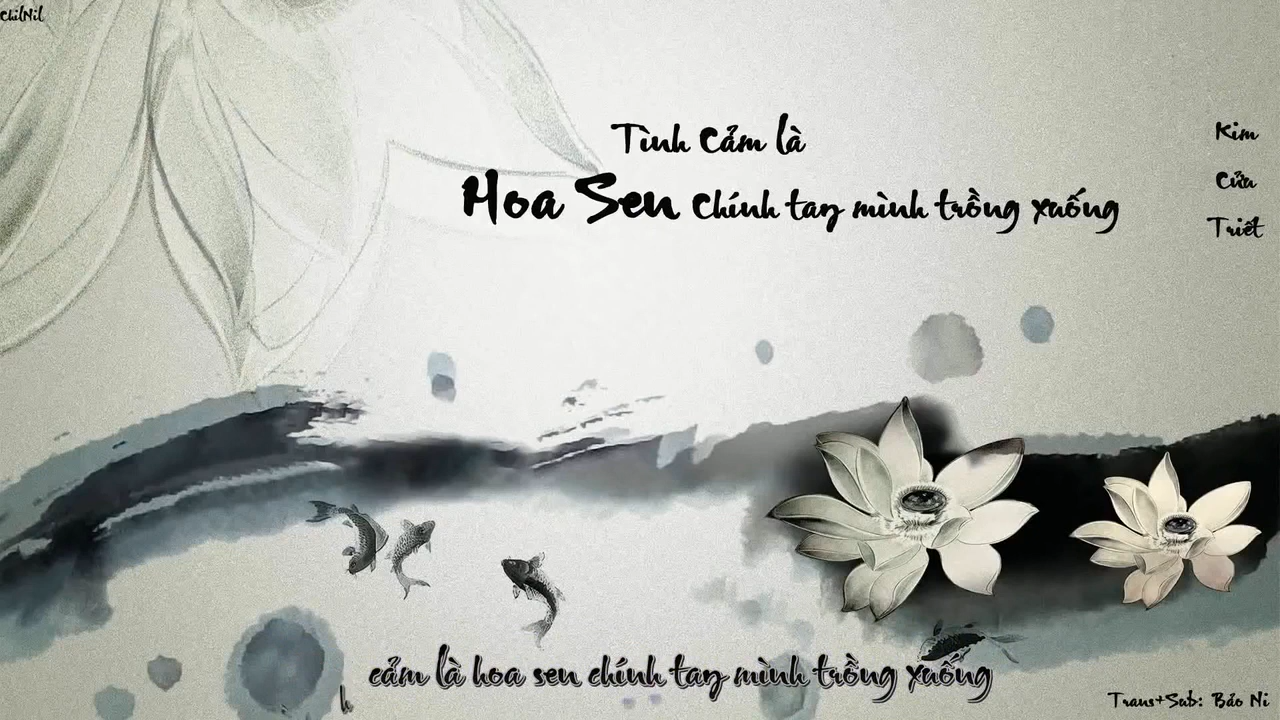 ChilNil
Tình Cảm là
Hoa Sen chính tay mình trồng xuống
Kim
Cửu
Triết
cảm là hoa sen chính tay mình trồng xuống
h
Trans+Sub: Bảo Ni